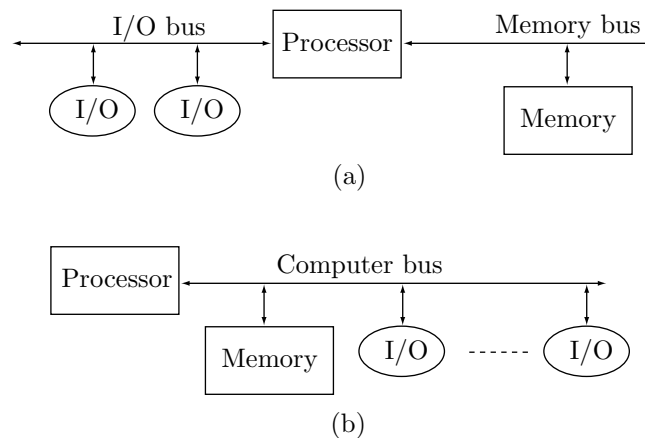 I/O bus
Processor
Memory bus
I/O
I/O
Memory
(a)
Processor
Computer bus
Memory
I/O
I/O
(b)